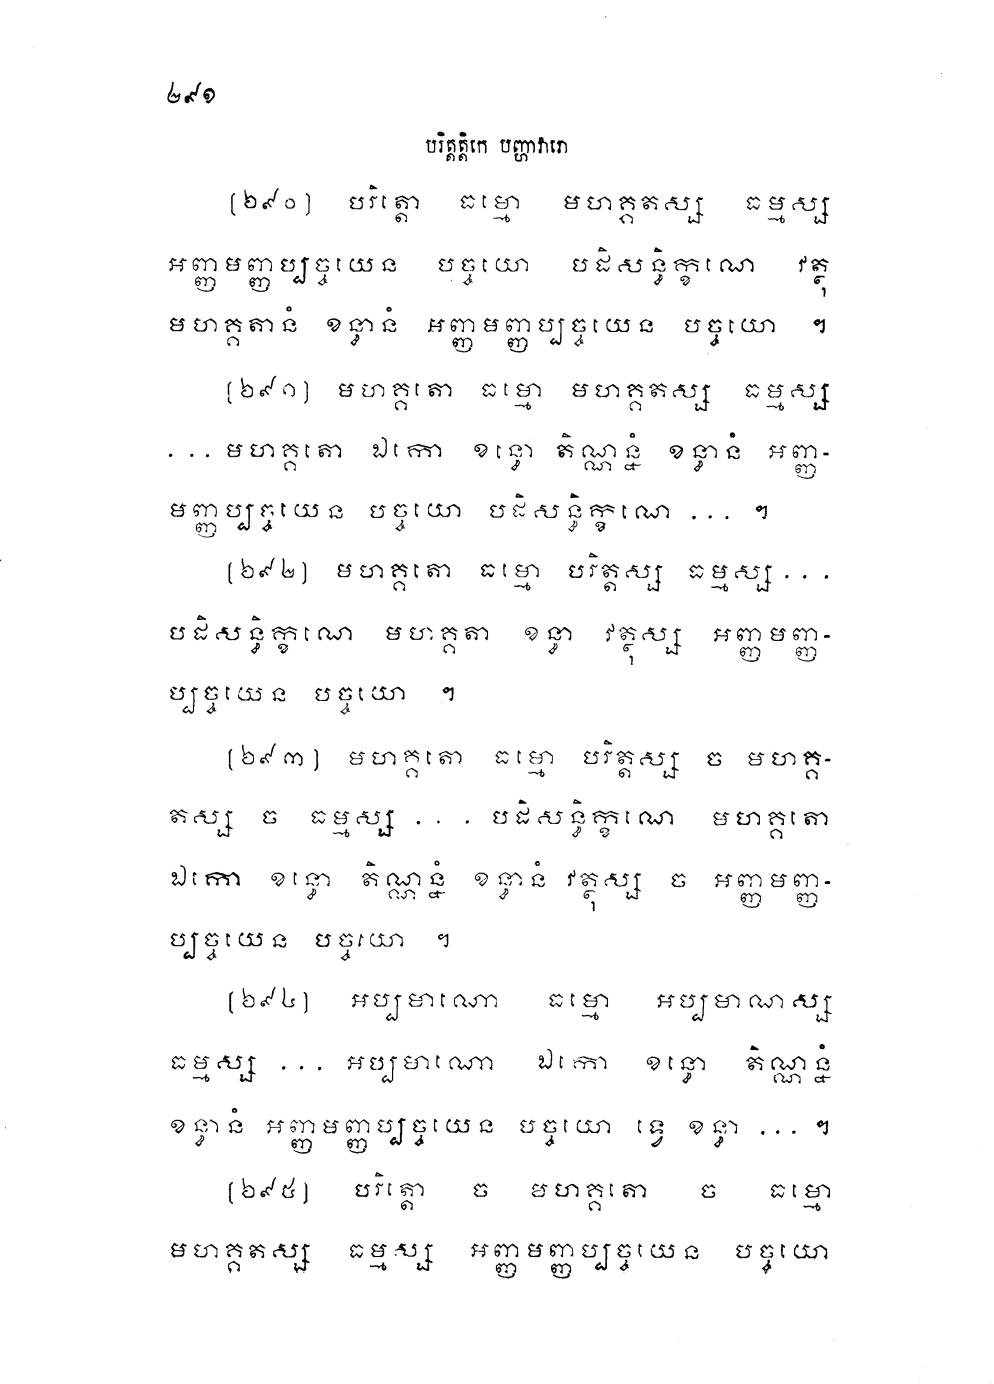 ២៩១
បរិត្តត្តិកេ បញ្ហាវារោ
(២៩០) បរិត្តោ ធម្មោ មហគ្គតស្ស ធម្មស្ស
អញ្ញមញ្ញប្បច្ចយេន បច្ចយោ បដិសន្ធិក្ខណេ វត្ថុ
មហគ្គតានំ ខន្ធានំ អញ្ញមញ្ញប្បច្ចយេន បច្ចយោ ។
(២៩១) មហគ្គតោ ធម្មោ មហគ្គតស្ស ធម្មស្ស
... មហគ្គតោ ឯកោ ខន្ធោ តិណ្ណន្នំ ខន្ធានំ អញ្ញ-
មញ្ញប្បច្ចយេន បច្ចយោ បដិសន្ធិក្ខណេ ... ។
(២៩២) មហគ្គតោ ធម្មោ បរិត្តស្ស ធម្មស្ស...
បដិសន្ធិក្ខណេ មហគ្គតា ខន្ធា វត្ថុស្ស អញ្ញមញ្ញ-
ប្បច្ចយេន បច្ចយោ ។
(២៩៣) មហគ្គតោ ធម្មោ បរិត្តស្ស ច មហគ្គ-
តស្ស ច ធម្មស្ស ... បដិសន្ធិក្ខណេ មហគ្គតោ
ឯកោ ខន្ធោ តិណ្ណន្នំ ខន្ធានំ វត្ថុស្ស ច អញ្ញមញ្ញ-
ប្បច្ចយេន បច្ចយោ ។
(២៩៤) អប្បមាណោ ធម្មោ អប្បមាណស្ស
ធម្មស្ស ... អប្បមាណោ ឯកោ ខន្ធោ តិណ្ណន្នំ
ខន្ធានំ អញ្ញមញ្ញប្បច្ចយេន បច្ចយោ ទ្វេ ខន្ធា ... ។
(២៩៥) បរិត្តោ ច មហគ្គតោ ច ធម្មោ
មហគ្គតស្ស ធម្មស្ស អញ្ញមញ្ញប្បច្ចយេន បច្ចយោ